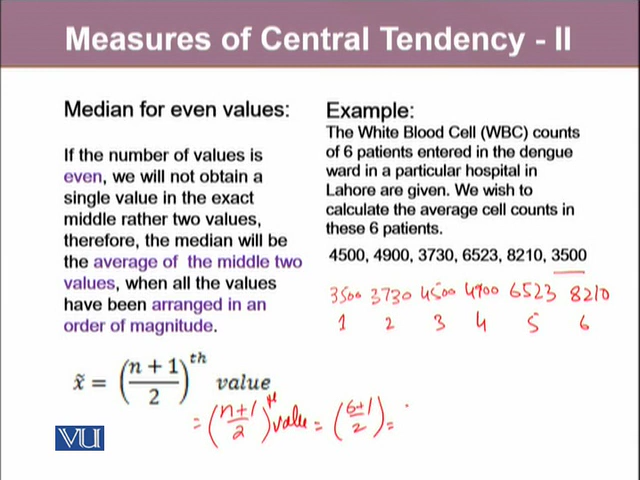 Measures of Central Tendency - II
Median for even values:
If the number of values is
even, we will not obtain a
single value in the exact
middle rather two values,
therefore, the median will be
the average of the middle two
values, when all the values
have been arranged in an
order of magnitude.
x̃ = ((n + 1)/2)^th value
Example:
The White Blood Cell (WBC) counts
of 6 patients entered in the dengue
ward in a particular hospital in
Lahore are given. We wish to
calculate the average cell counts in
these 6 patients.
4500, 4900, 3730, 6523, 8210, 3500
3500 3730 4500 4900 6523 8210
1 2 3 4 5 6
= ((n+1)/2)^th value = ((6+1)/2) =
VU